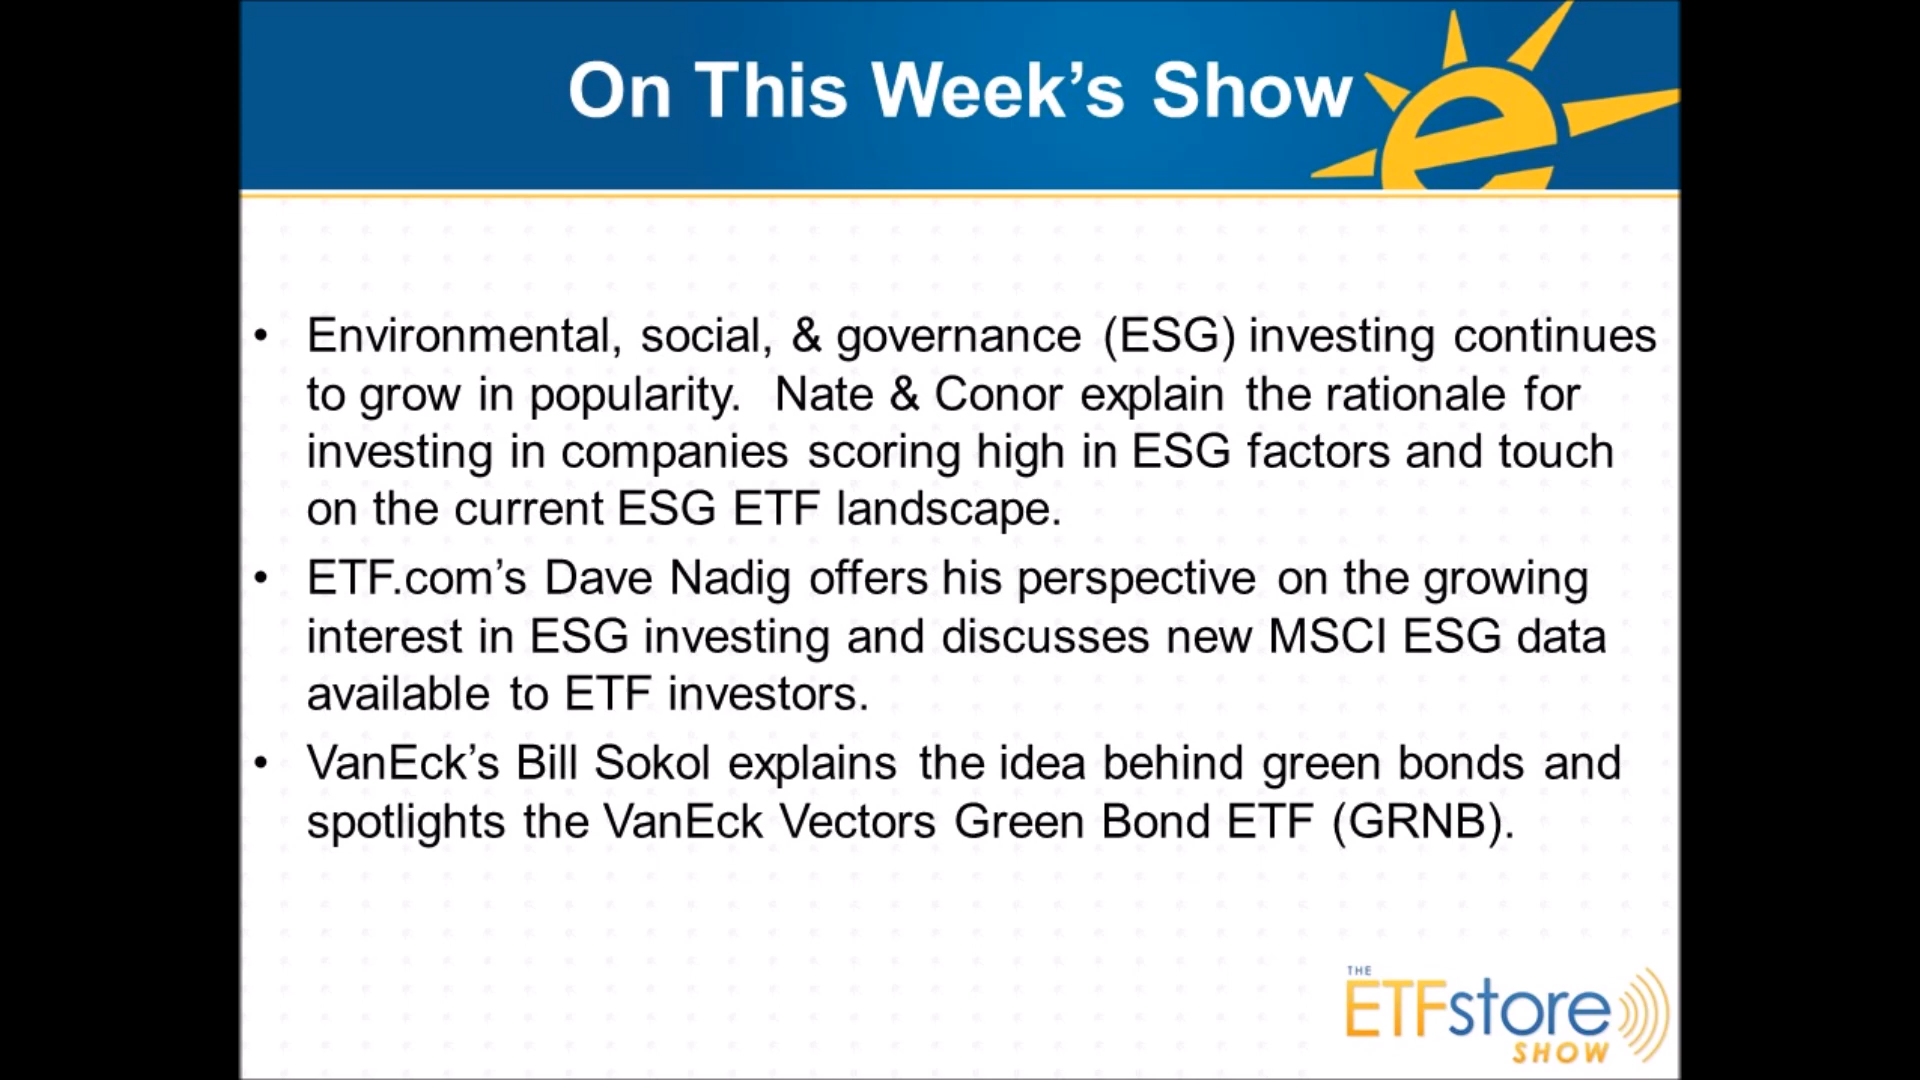 On This Week’s Show
• Environmental, social, & governance (ESG) investing continues
to grow in popularity.  Nate & Conor explain the rationale for
investing in companies scoring high in ESG factors and touch
on the current ESG ETF landscape.
• ETF.com’s Dave Nadig offers his perspective on the growing
interest in ESG investing and discusses new MSCI ESG data
available to ETF investors.
• VanEck’s Bill Sokol explains the idea behind green bonds and
spotlights the VanEck Vectors Green Bond ETF (GRNB).
THE
ETFstore
SHOW